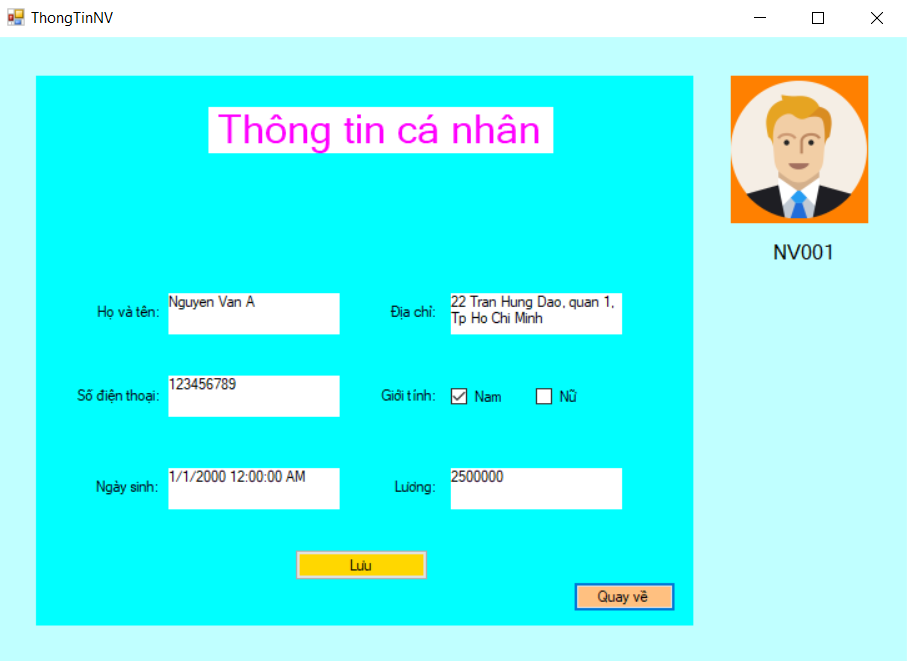 ThongTinNV
Thông tin cá nhân
NV001
Họ và tên: Nguyen Van A
Địa chỉ: 22 Tran Hung Dao, quan 1,
Tp Ho Chi Minh
Số điện thoại: 123456789
Giới tính: Nam Nữ
Ngày sinh: 1/1/2000 12:00:00 AM
Lương: 2500000
Lưu
Quay về